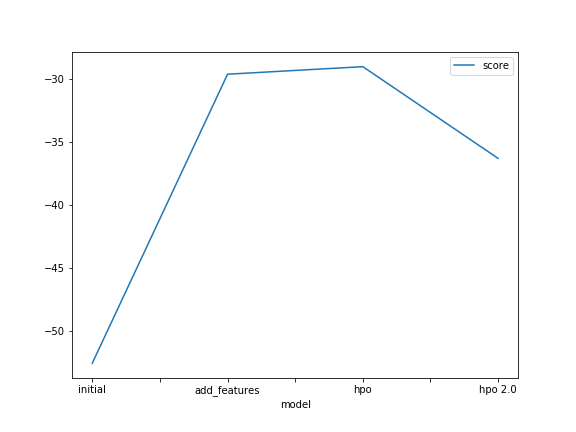 score
−30
−35
−40
−45
−50
initial add_features hpo hpo 2.0
model